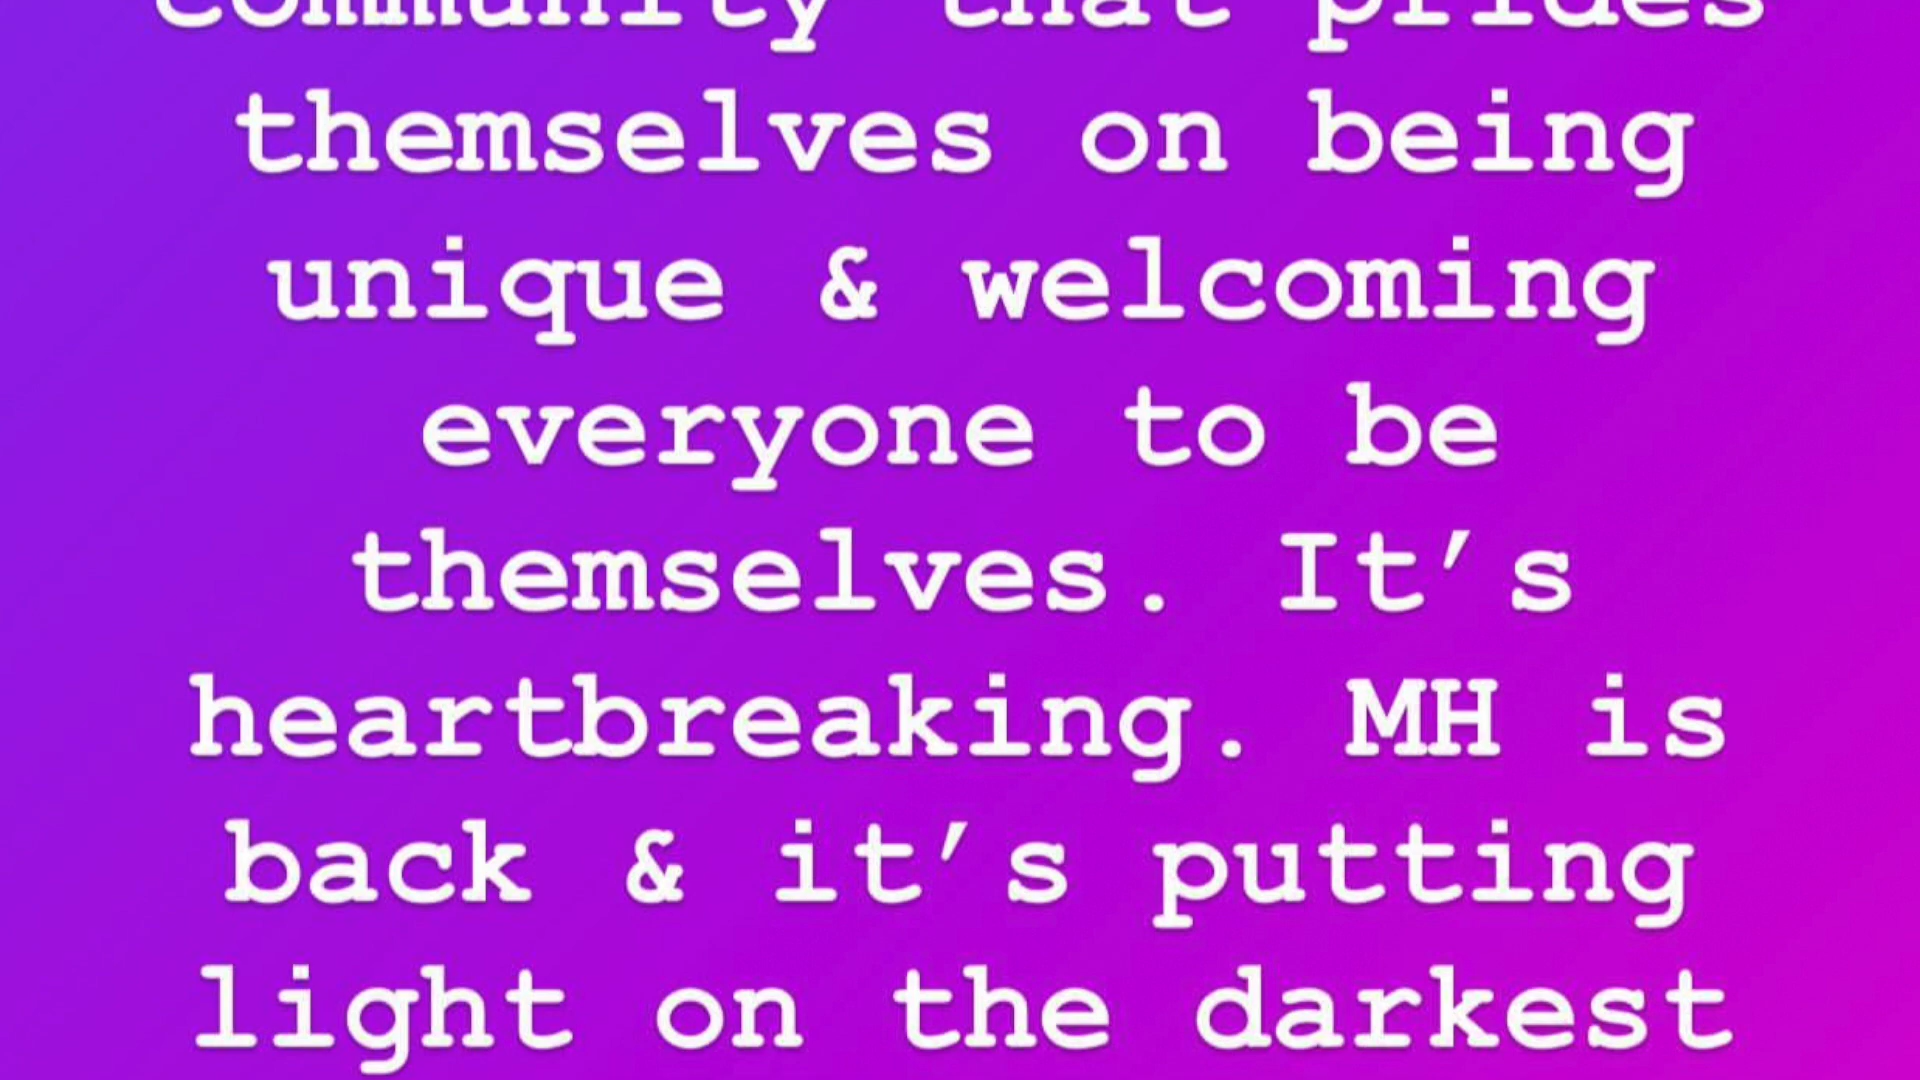 community that prides
themselves on being
unique & welcoming
everyone to be
themselves. It’s
heartbreaking. MH is
back & it’s putting
light on the darkest